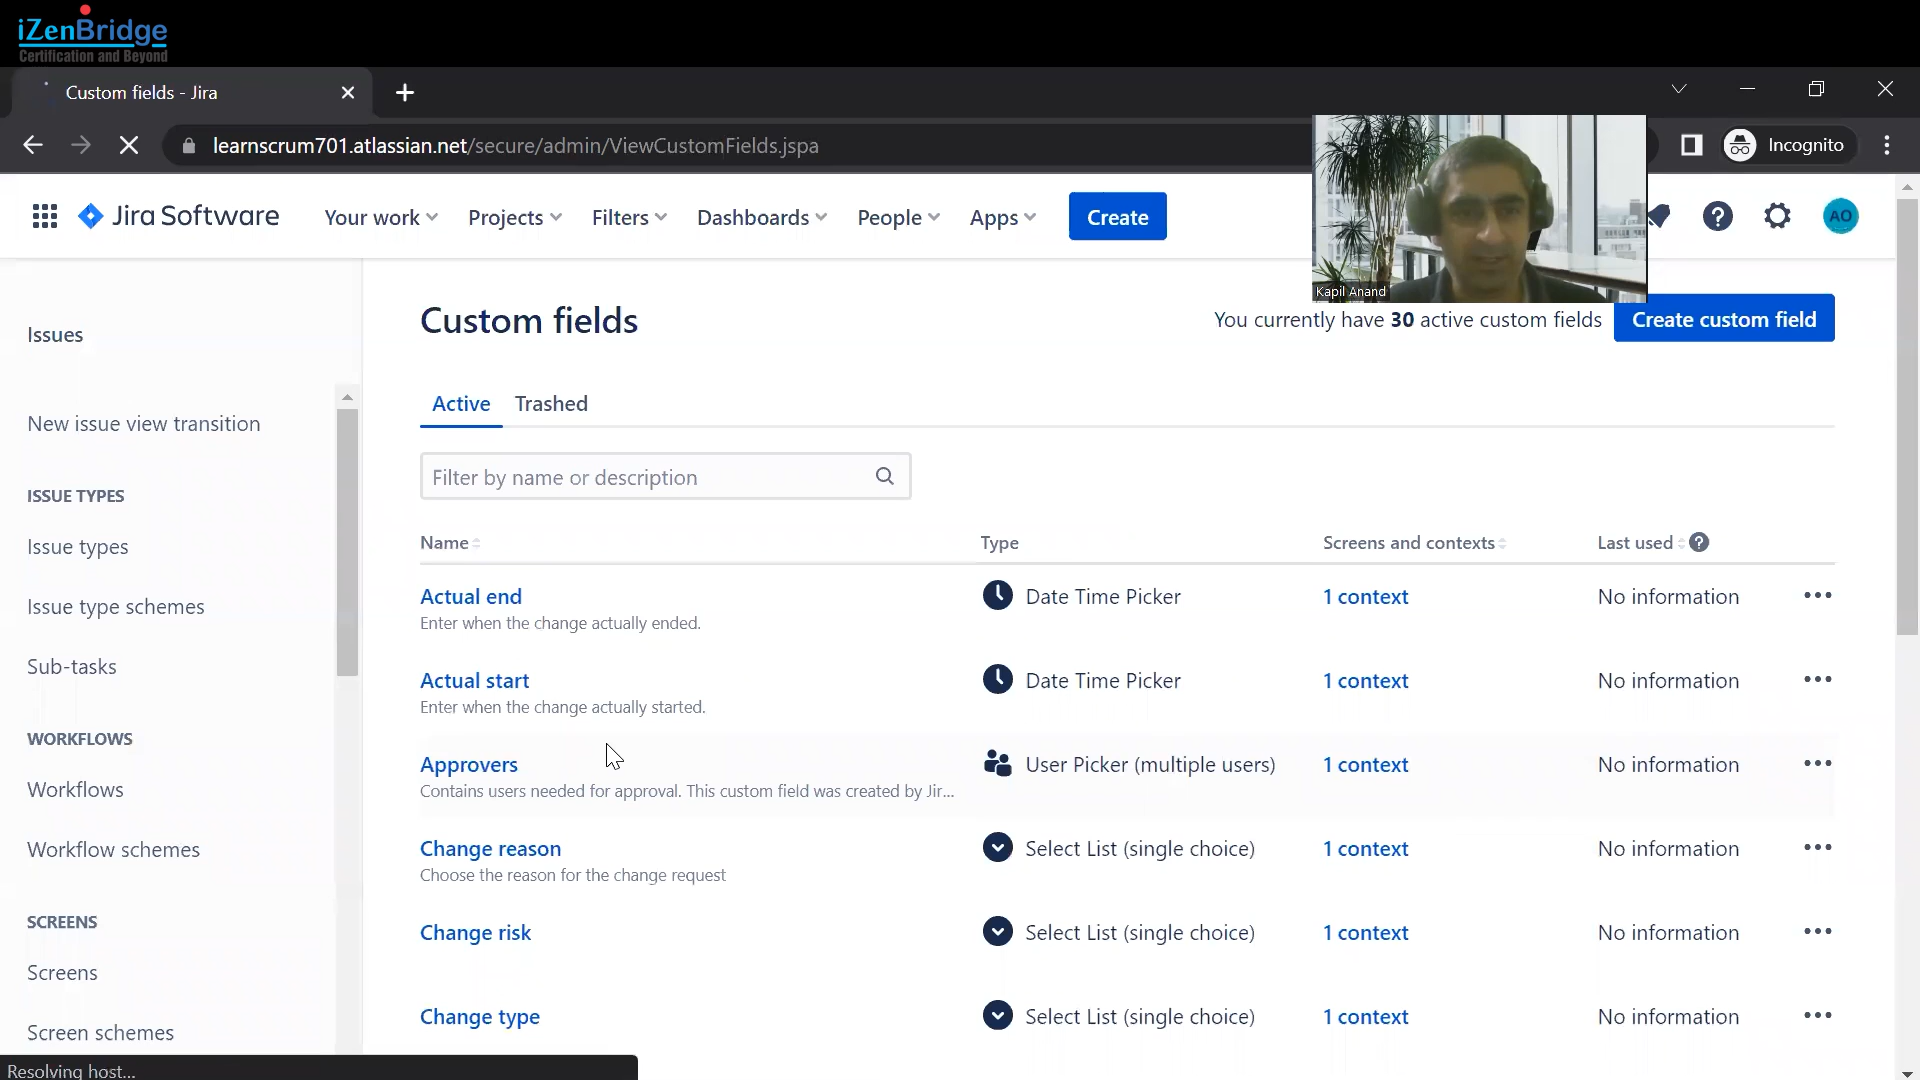 iZenBridge
Certification and Beyond
Custom fields - Jira
learnscrum701.atlassian.net/secure/admin/ViewCustomFields.jspa
Incognito
Jira Software Your work Projects Filters Dashboards People Apps Create
AO
Kapil Anand
Issues
New issue view transition
ISSUE TYPES
Issue types
Issue type schemes
Sub-tasks
WORKFLOWS
Workflows
Workflow schemes
SCREENS
Screens
Screen schemes
Custom fields
You currently have 30 active custom fields
Create custom field
Active Trashed
Filter by name or description
Name Type Screens and contexts Last used
Actual end Date Time Picker 1 context No information
Enter when the change actually ended.
Actual start Date Time Picker 1 context No information
Enter when the change actually started.
Approvers User Picker (multiple users) 1 context No information
Contains users needed for approval. This custom field was created by Jir...
Change reason Select List (single choice) 1 context No information
Choose the reason for the change request
Change risk Select List (single choice) 1 context No information
Change type Select List (single choice) 1 context No information
Resolving host...